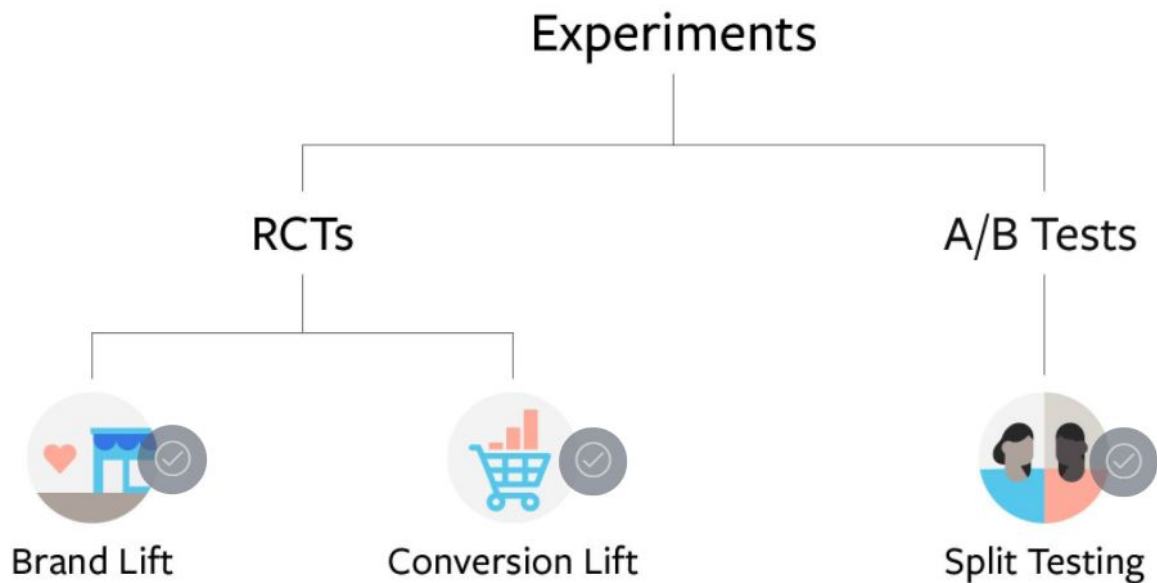 Experiments
RCTs
A/B Tests
Brand Lift
Conversion Lift
Split Testing